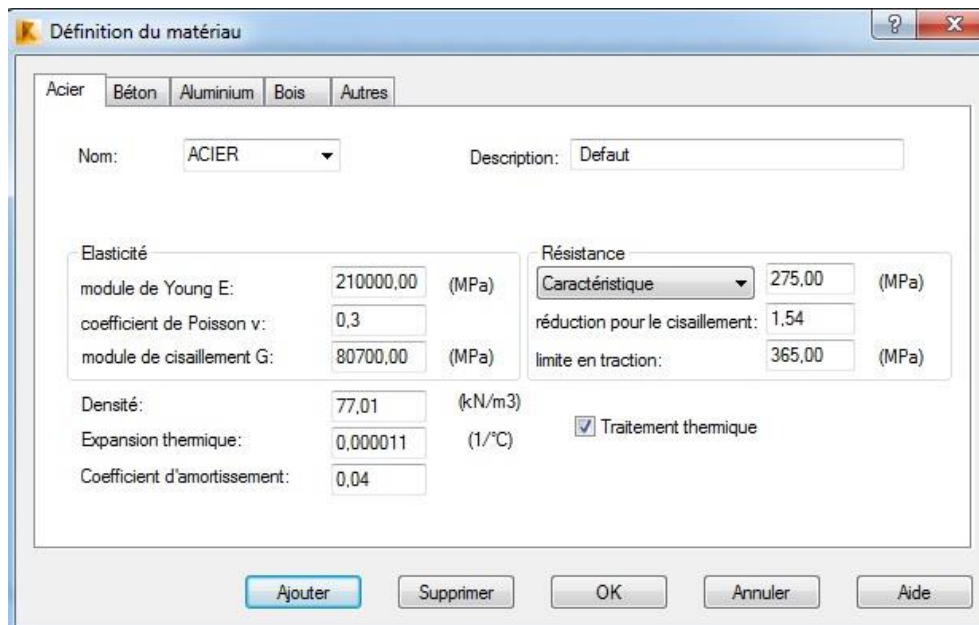 Définition du matériau
Acier Béton Aluminium Bois Autres
Nom: ACIER Description: Defaut
Elasticité
module de Young E: 210000,00 (MPa)
coefficient de Poisson v: 0,3
module de cisaillement G: 80700,00 (MPa)
Résistance
Caractéristique 275,00 (MPa)
réduction pour le cisaillement: 1,54
limite en traction: 365,00 (MPa)
Densité: 77,01 (kN/m3)
Expansion thermique: 0,000011 (1/°C)
Coefficient d'amortissement: 0,04
Traitement thermique
Ajouter Supprimer OK Annuler Aide